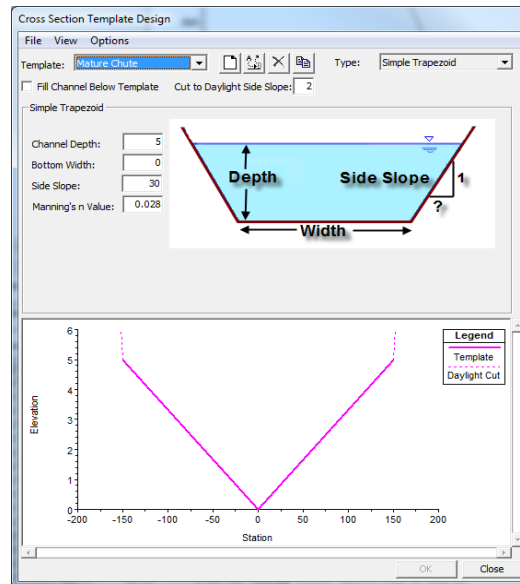 Cross Section Template Design
File View Options
Template: Mature Chute Type: Simple Trapezoid
Fill Channel Below Template Cut to Daylight Side Slope: 2
Simple Trapezoid
Channel Depth: 5
Bottom Width: 0
Side Slope: 30
Manning's n Value: 0.028
Depth
Side Slope
1
?
Width
6
5
4
3
2
1
0
Elevation
-200 -150 -100 -50 0 50 100 150 200
Station
Legend
Template
Daylight Cut
OK Close